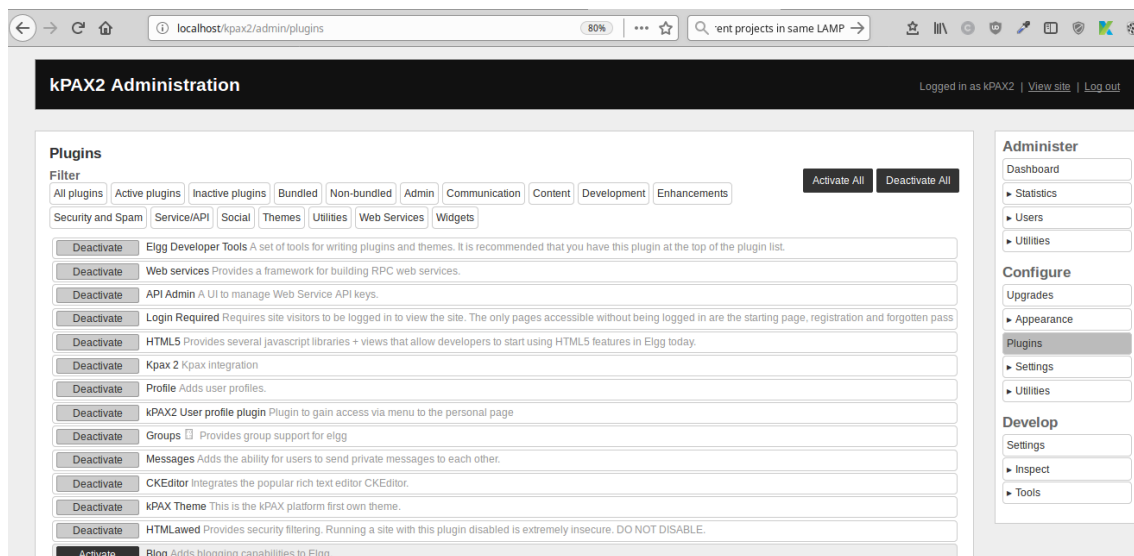 localhost/kpax2/admin/plugins
80%
rent projects in same LAMP
kPAX2 Administration
Logged in as kPAX2 | View site | Log out
Plugins
Filter
All plugins Active plugins Inactive plugins Bundled Non-bundled Admin Communication Content Development Enhancements
Security and Spam Service/API Social Themes Utilities Web Services Widgets
Activate All Deactivate All
Deactivate Elgg Developer Tools A set of tools for writing plugins and themes. It is recommended that you have this plugin at the top of the plugin list.
Deactivate Web services Provides a framework for building RPC web services.
Deactivate API Admin A UI to manage Web Service API keys.
Deactivate Login Required Requires site visitors to be logged in to view the site. The only pages accessible without being logged in are the starting page, registration and forgotten pass
Deactivate HTML5 Provides several javascript libraries + views that allow developers to start using HTML5 features in Elgg today.
Deactivate Kpax 2 Kpax integration
Deactivate Profile Adds user profiles.
Deactivate kPAX2 User profile plugin Plugin to gain access via menu to the personal page
Deactivate Groups Provides group support for elgg
Deactivate Messages Adds the ability for users to send private messages to each other.
Deactivate CKEditor Integrates the popular rich text editor CKEditor.
Deactivate kPAX Theme This is the kPAX platform first own theme.
Deactivate HTMLawed Provides security filtering. Running a site with this plugin disabled is extremely insecure. DO NOT DISABLE.
Activate Blog Adds blogging capabilities to Elgg
Administer
Dashboard
▸ Statistics
▸ Users
▸ Utilities
Configure
Upgrades
▸ Appearance
Plugins
▸ Settings
▸ Utilities
Develop
Settings
▸ Inspect
▸ Tools